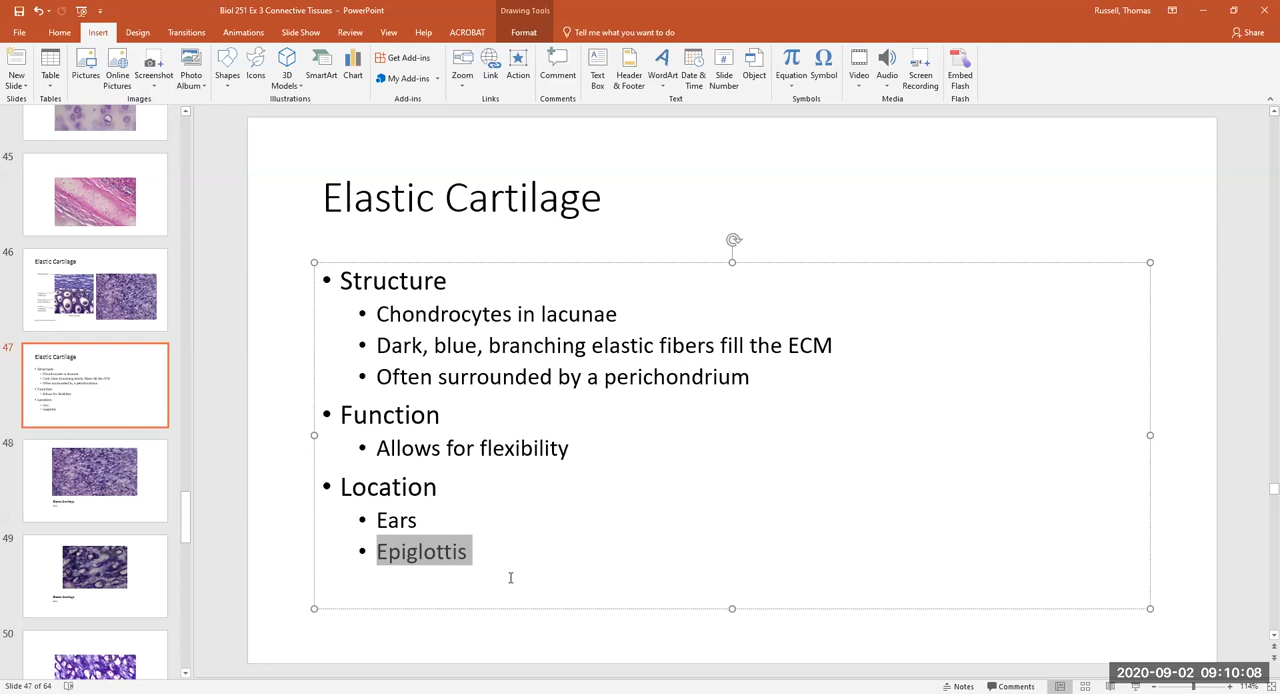 Biol 251 Ex 3 Connective Tissues - PowerPoint
Drawing Tools
Russell, Thomas
File Home Insert Design Transitions Animations Slide Show Review View Help ACROBAT Format Tell me what you want to do Share
New Slide
Table
Pictures
Online Pictures
Screenshot
Photo Album
Shapes
Icons
3D Models
SmartArt
Chart
Get Add-ins
My Add-ins
Zoom
Link
Action
Comment
Text Box
Header & Footer
WordArt
Date & Time
Slide Number
Object
Equation
Symbol
Video
Audio
Screen Recording
Embed Flash
Slides Tables Images Illustrations Add-ins Links Comments Text Symbols Media Flash
45
46
Elastic Cartilage
47
Elastic Cartilage
48
Elastic Cartilage
49
Elastic Cartilage
50
Elastic Cartilage
• Structure
• Chondrocytes in lacunae
• Dark, blue, branching elastic fibers fill the ECM
• Often surrounded by a perichondrium
• Function
• Allows for flexibility
• Location
• Ears
• Epiglottis
2020-09-02 09:10:08
Slide 47 of 64
Notes
Comments
114%